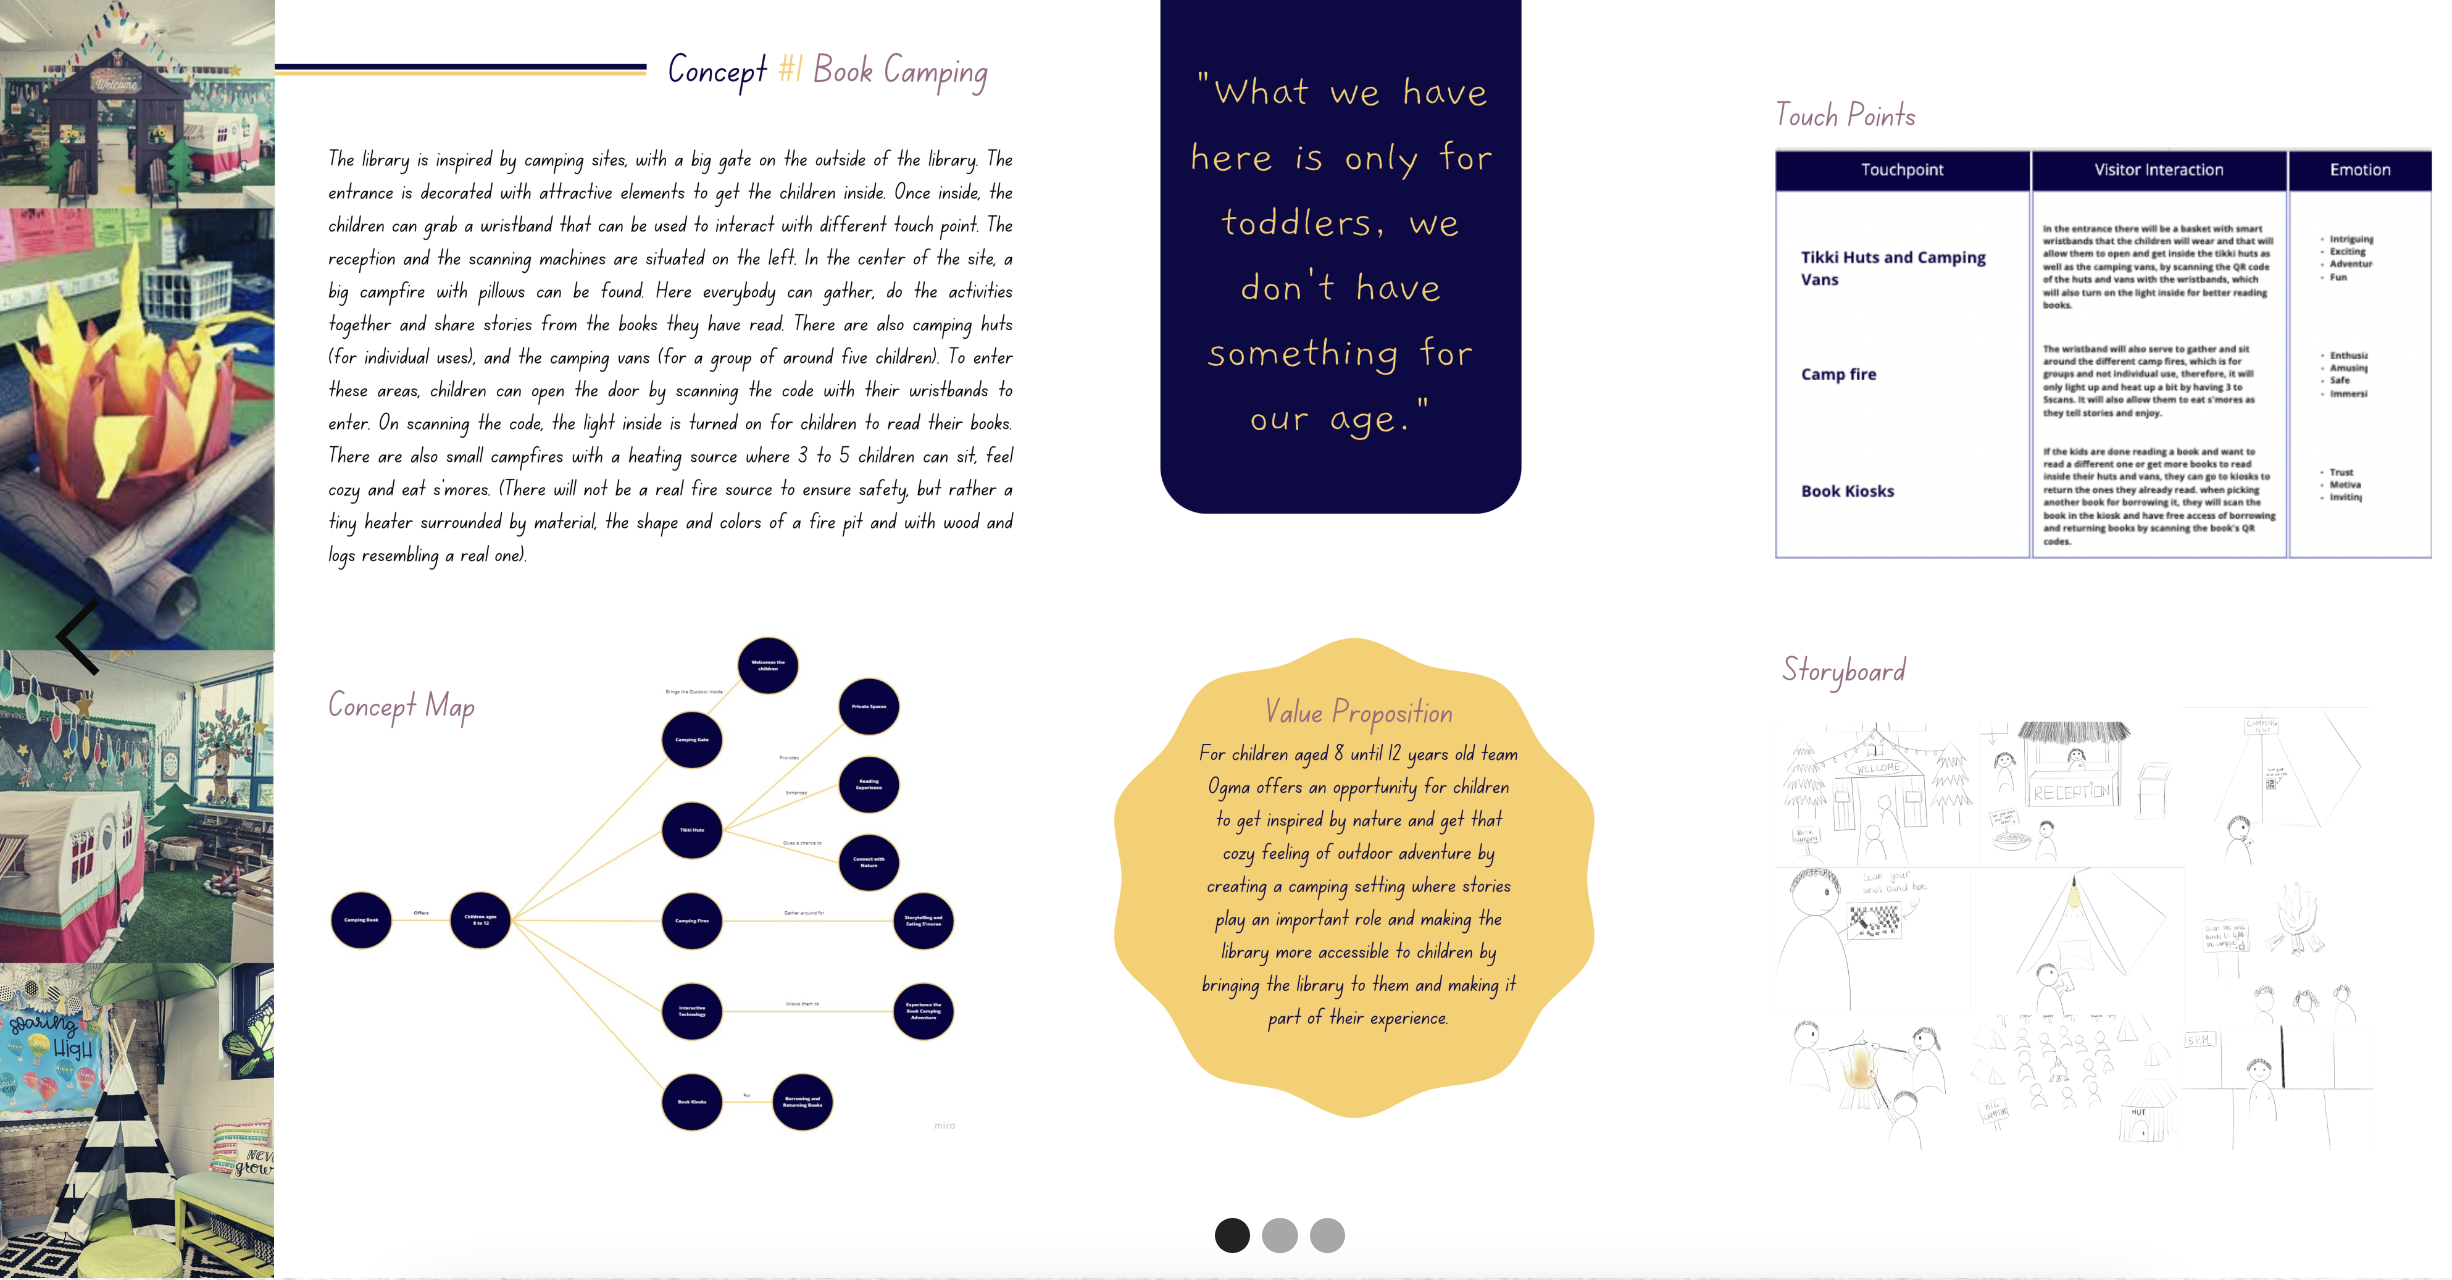 Welcome
Concept #1 Book Camping
The library is inspired by camping sites, with a big gate on the outside of the library. The
entrance is decorated with attractive elements to get the children inside. Once inside, the
children can grab a wristband that can be used to interact with different touch point. The
reception and the scanning machines are situated on the left. In the center of the site, a
big campfire with pillows can be found. Here everybody can gather, do the activities
together and share stories from the books they have read. There are also camping huts
(for individual uses), and the camping vans (for a group of around five children). To enter
these areas, children can open the door by scanning the code with their wristbands to
enter. On scanning the code, the light inside is turned on for children to read their books.
There are also small campfires with a heating source where 3 to 5 children can sit, feel
cozy and eat s'mores. (There will not be a real fire source to ensure safety, but rather a
tiny heater surrounded by material, the shape and colors of a fire pit and with wood and
logs resembling a real one).
"What we have
here is only for
toddlers, we
don't have
something for
our age."
Touch Points
Touchpoint
Visitor Interaction
Emotion
Tikki Huts and Camping
Vans
In the entrance there will be a basket with smart
wristbands that the children will wear and that will
allow them to open and get inside the tikki huts as
well as the camping vans, by scanning the QR code
of the huts and vans with the wristbands, which
will also turn on the light inside for better reading
books.
• Intriguing
• Exciting
• Adventur
• Fun
Camp fire
The wristband will also serve to gather and sit
around the different camp fires, which is for
groups and not individual use, therefore, it will
only light up and heat up a bit by having 3 to
5scans. It will also allow them to eat s'mores as
they tell stories and enjoy.
• Enthusia
• Amusing
• Safe
• Immersi
Book Kiosks
If the kids are done reading a book and want to
read a different one or get more books to read
inside their huts and vans, they can go to kiosks to
return the ones they already read. when picking
another book for borrowing it, they will scan the
book in the kiosk and have free access of borrowing
and returning books by scanning the book's QR
codes.
• Trust
• Motiva
• Inviting
Concept Map
Welcomes the
children
Brings the Outdoor Inside
Camping Gate
Private Spaces
Provides
Reading
Experience
Enhances
Tikki Huts
Gives a chance to
Connect with
Nature
Camping Book
Offers
Children ages
8 to 12
Camping Fires
Gather around for
Storytelling and
Eating S'mores
Interactive
Technology
Allows them to
Experience the
Book Camping
Adventure
Book Kiosks
For
Borrowing and
Returning Books
miro
Value Proposition
For children aged 8 until 12 years old team
Ogma offers an opportunity for children
to get inspired by nature and get that
cozy feeling of outdoor adventure by
creating a camping setting where stories
play an important role and making the
library more accessible to children by
bringing the library to them and making it
part of their experience.
Storyboard
WELCOME
BOOK
CAMPING
RECEPTION
CAMPING
TENT
Scan your
wrist band here
5 P.M.
BIG
CAMPFIRE
HUT
Soaring
High
NEVER
grow